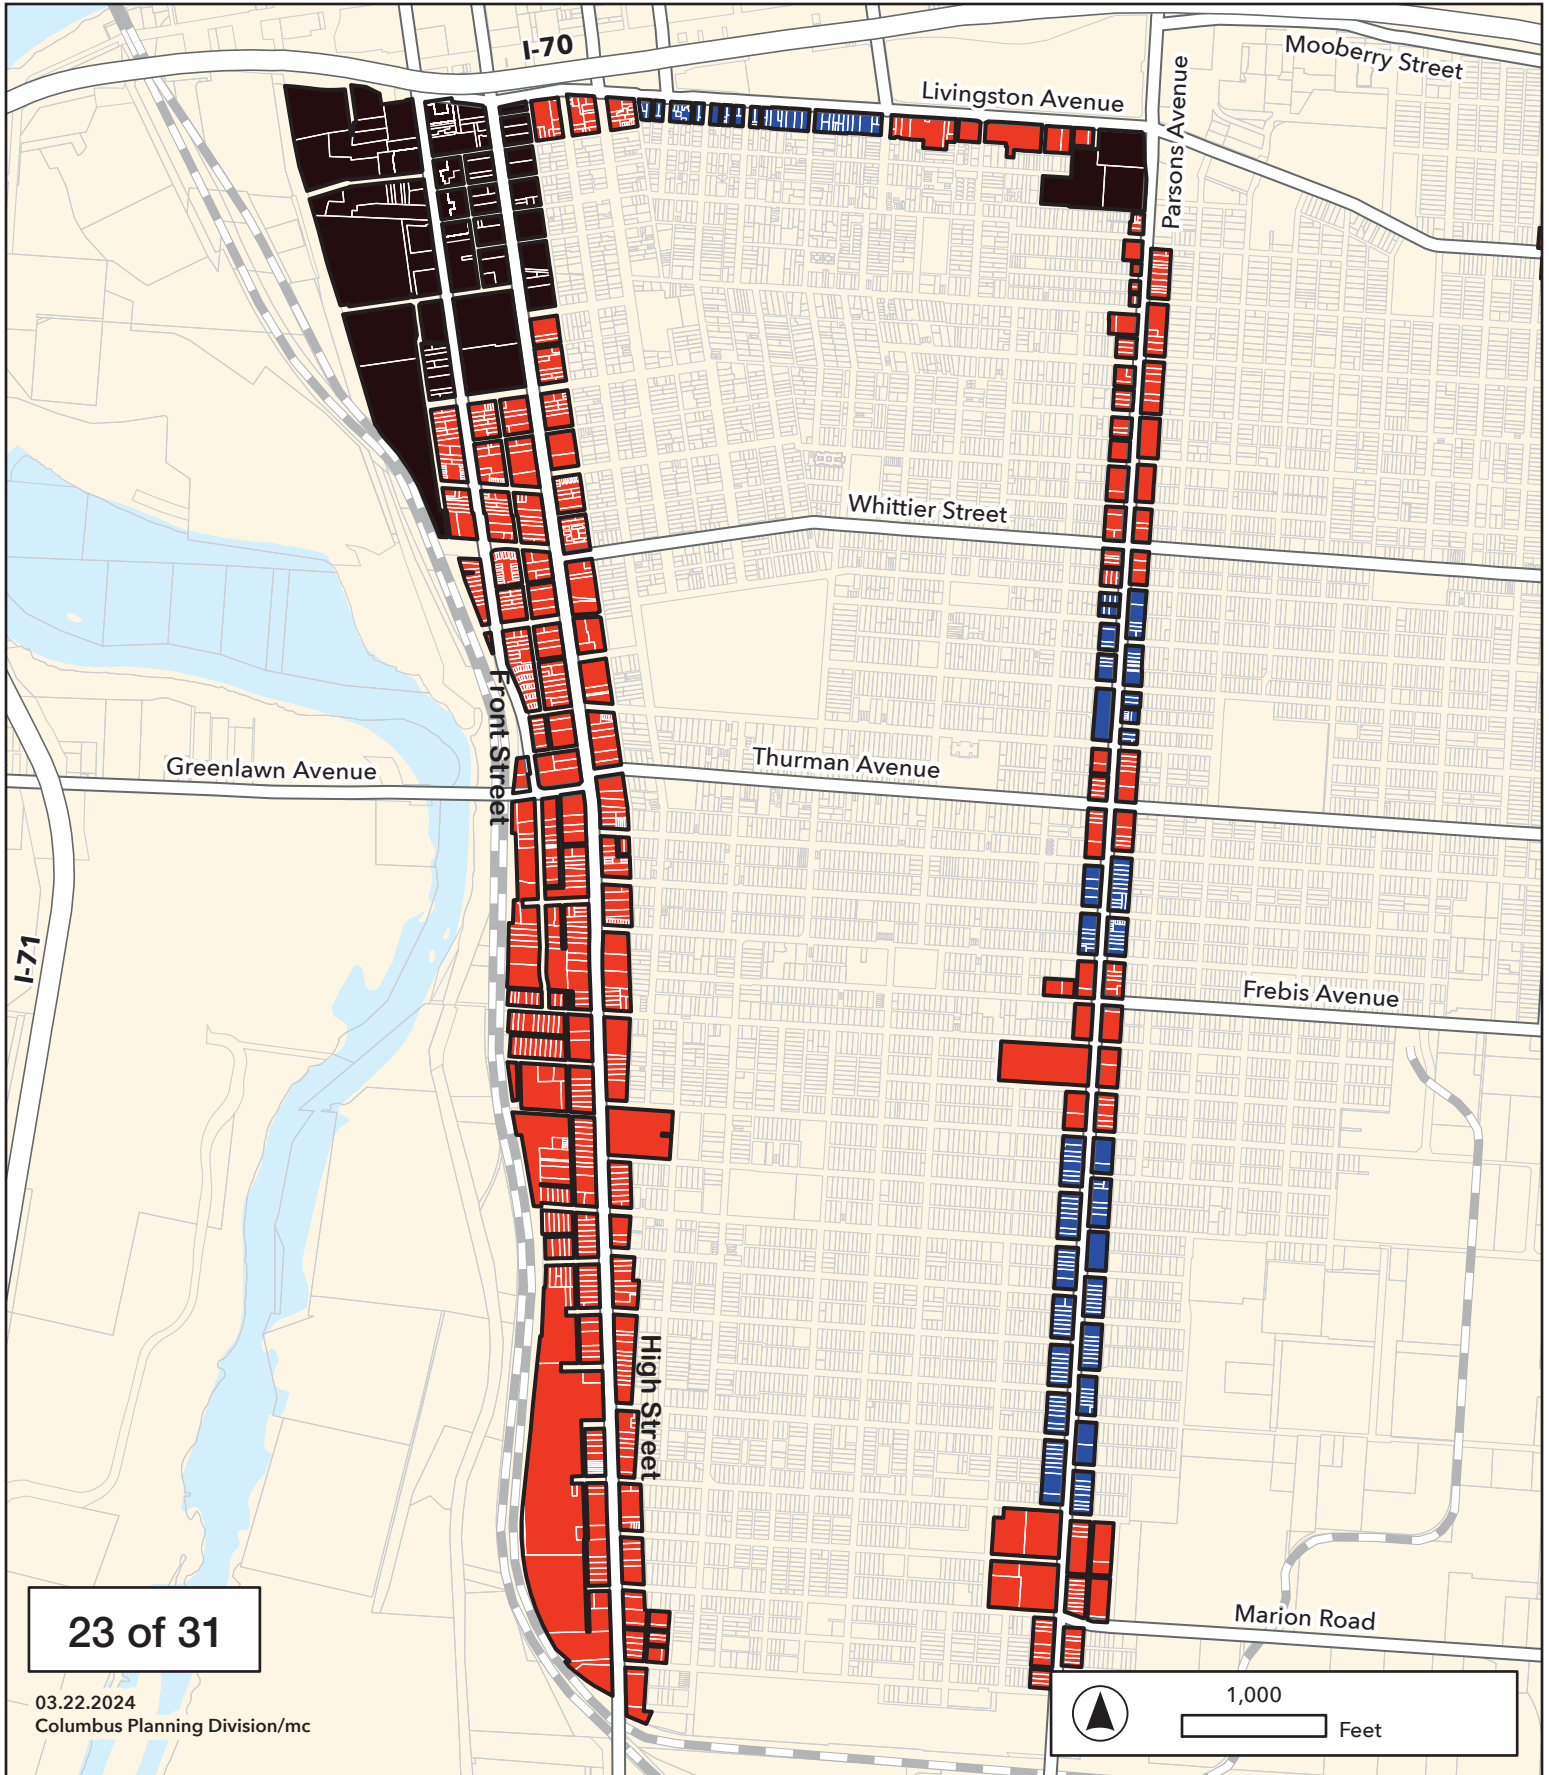 I-70
Mooberry Street
Livingston Avenue
Parsons Avenue
Whittier Street
Front Street
Greenlawn Avenue
Thurman Avenue
I-71
Frebis Avenue
High Street
Marion Road
23 of 31
03.22.2024
Columbus Planning Division/mc
1,000
Feet